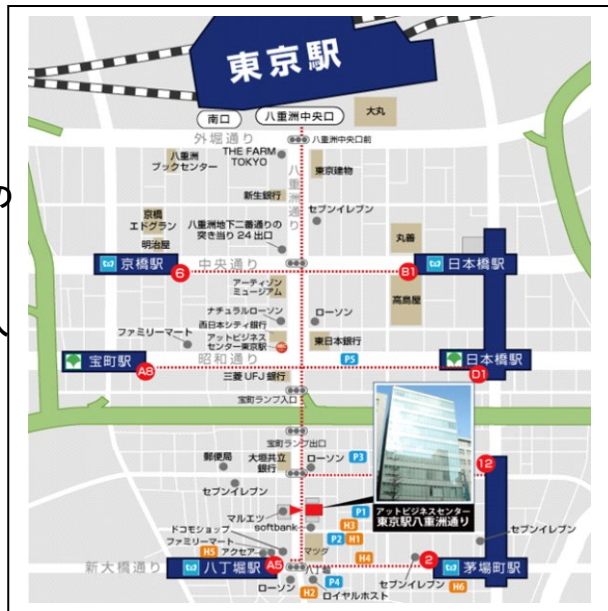 東京駅
南口
八重洲中央口
大丸
外堀通り
八重洲中央口前
の
八重洲
ブックセンター
THE FARM
TOKYO
東京建物
八重洲通り
新生銀行
セブンイレブン
京橋
エドグラン
明治屋
八重洲地下二番通りの
突き当り 24 出口
丸善
京橋駅
6
中央通り
B1
日本橋駅
アーティゾン
ミュージアム
高島屋
ナチュラルローソン
ローソン
西日本シティ銀行
ファミリーマート
アットビジネス
センター東京駅
東日本銀行
宝町駅
昭和通り
P5
日本橋駅
A8
D1
三菱 UFJ 銀行
宝町ランプ入口
宝町ランプ出口
郵便局
大垣共立
銀行
ローソン
P3
12
セブンイレブン
マルエツ
P1
アットビジネスセンター
東京駅八重洲通り
softbank
H3
ドコモショップ
P2
H1
セブンイレブン
ファミリーマート
マツダ
H5
アクセア
H4
新大橋通り
八丁堀駅
A5
八丁堀
2
茅場町駅
ローソン
P4
セブンイレブン
H6
H2
ロイヤルホスト